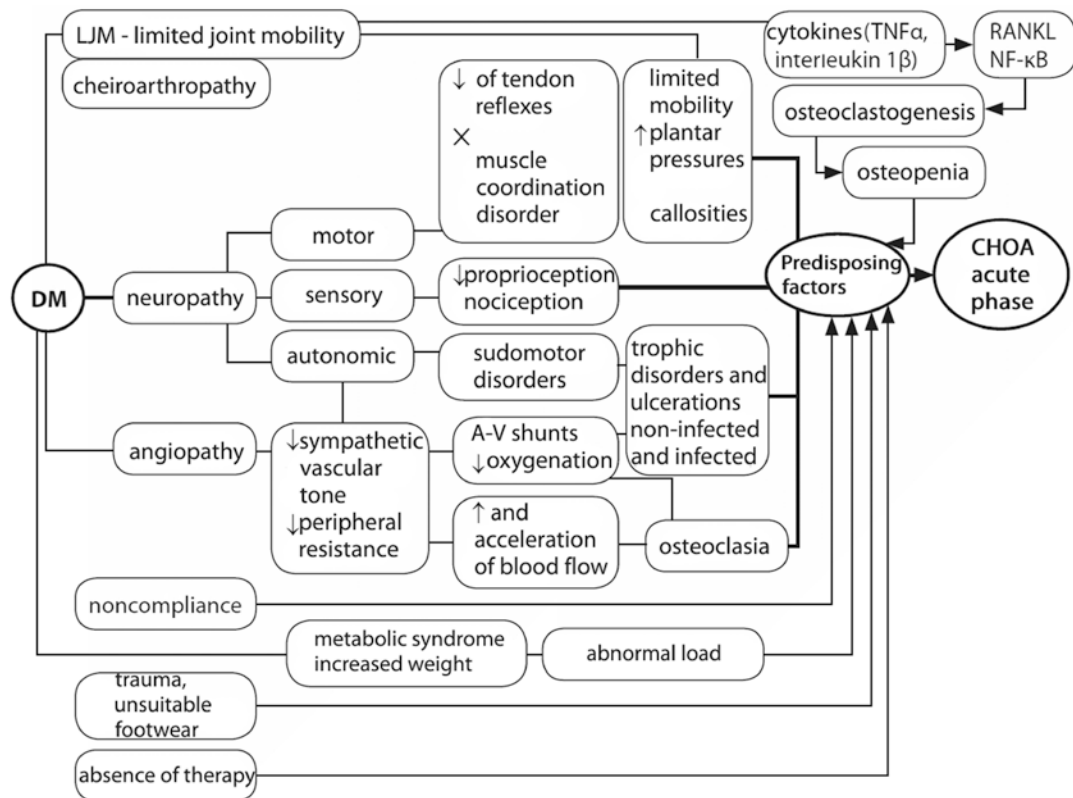 LJM - limited joint mobility
cheiroarthropathy
↓ of tendon
reflexes
×
muscle
coordination
disorder
limited
mobility
↑ plantar
pressures
callosities
cytokines (TNFα,
interleukin 1β)
RANKL
NF-κB
osteoclastogenesis
osteopenia
motor
DM
neuropathy
sensory
↓proprioception
nociception
Predisposing
factors
CHOA
acute
phase
autonomic
sudomotor
disorders
trophic
disorders and
ulcerations
non-infected
and infected
angiopathy
↓sympathetic
vascular
tone
↓peripheral
resistance
A-V shunts
↓oxygenation
↑ and
acceleration
of blood flow
osteoclasia
noncompliance
metabolic syndrome
increased weight
abnormal load
trauma,
unsuitable
footwear
absence of therapy